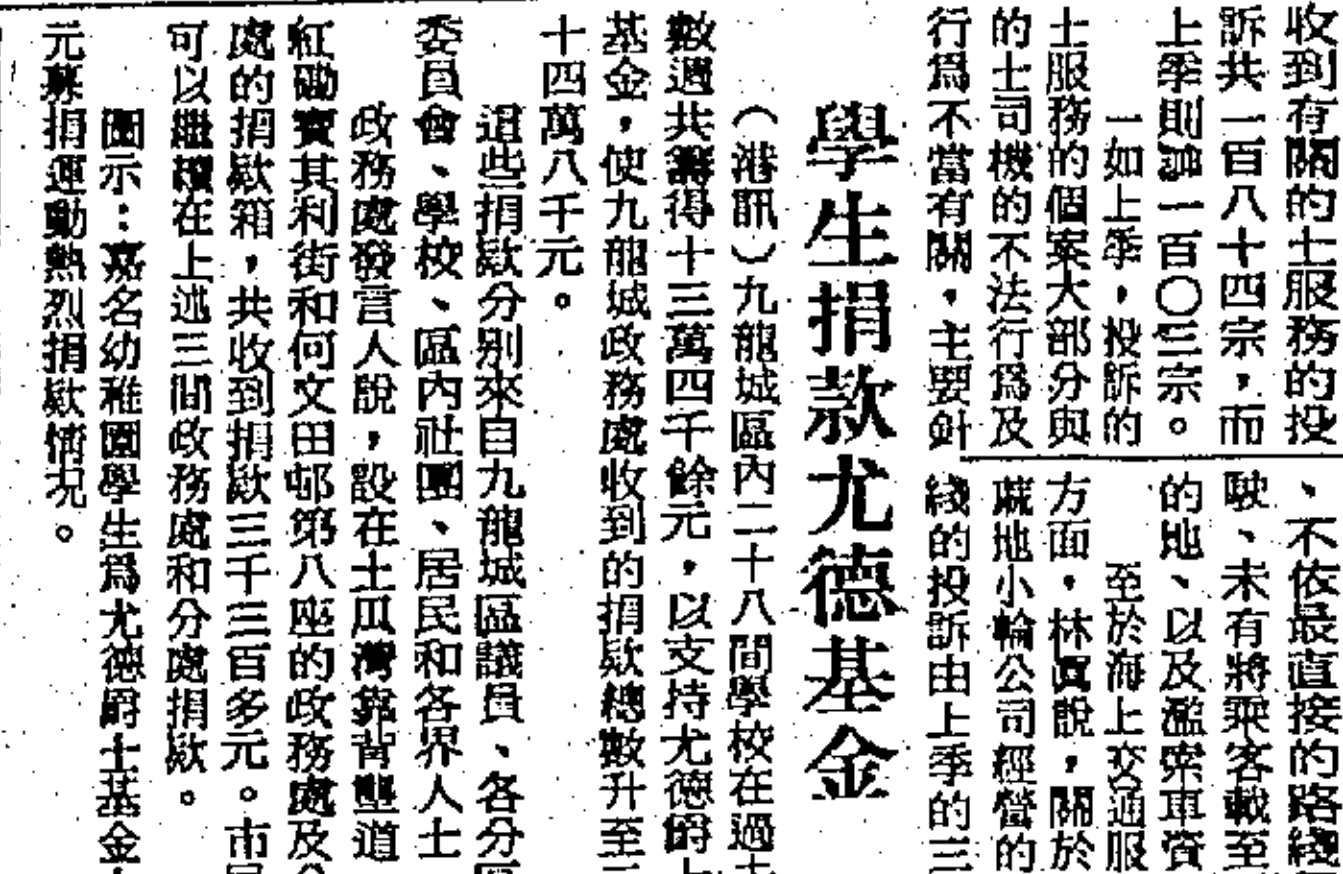 收到有關的士服務的投
訴共一百八十四宗，而
上季則爲一百〇三宗。
一如上季，投訴的
士服務的個案大部分與
的士司機的不法行爲及
行爲不當有關，主要針
、不依最直接的路綫
駛、未有將乘客載至
的地、以及濫索車資
至於海上交通服
方面，林眞說，關於
蔴地小輪公司經營的
綫的投訴由上季的三
學生捐款尤德基金
（港訊）九龍城區內二十八間學校在過去
數週共籌得十三萬四千餘元，以支持尤德爵士
基金，使九龍城政務處收到的捐款總數升至三
十四萬八千元。
這些捐款分別來自九龍城區議員、各分區
委員會、學校、區內社團、居民和各界人士
政務處發言人說，設在土瓜灣靠背壟道
紅磡寶其利街和何文田邨第八座的政務處及分
處的捐款箱，共收到捐款三千三百多元。市民
可以繼續在上述三間政務處和分處捐款。
圖示：嘉名幼稚園學生爲尤德爵士基金
元募捐運動熱烈捐款情況。